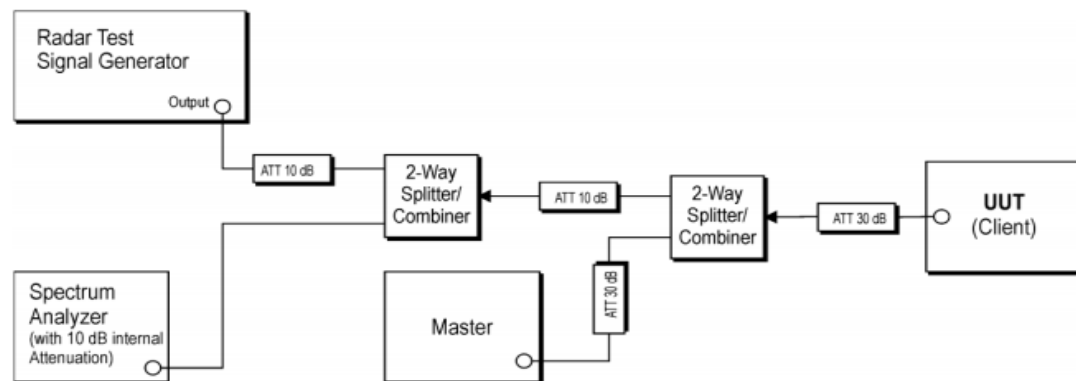 Radar Test
Signal Generator
Output
ATT 10 dB
2-Way
Splitter/
Combiner
ATT 10 dB
2-Way
Splitter/
Combiner
ATT 30 dB
UUT
(Client)
Spectrum
Analyzer
(with 10 dB internal
Attenuation)
Master
ATT 30 dB